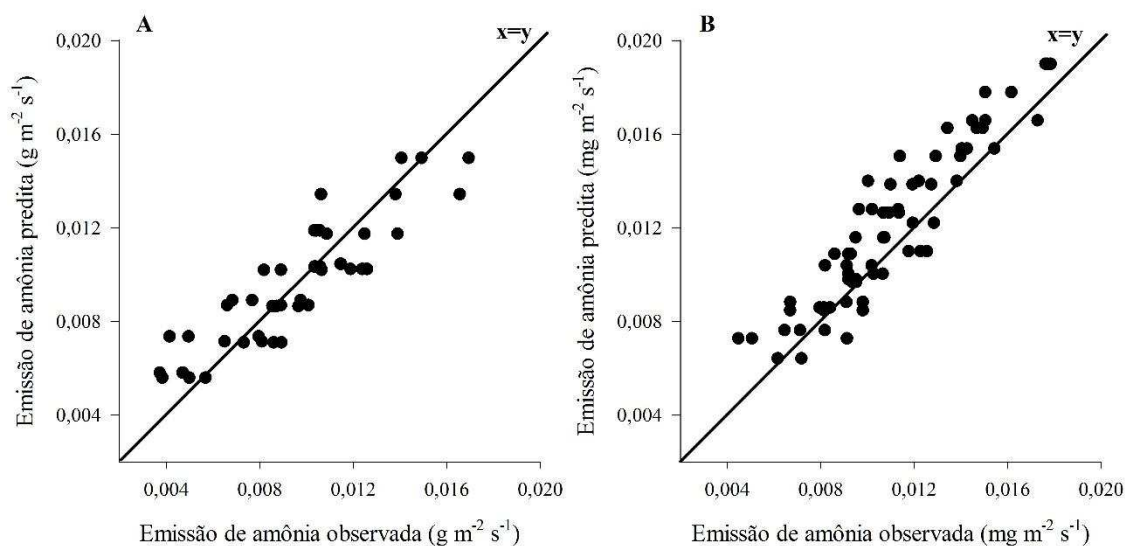 A
x=y
Emissão de amônia predita (g m-2 s-1)
0,020
0,016
0,012
0,008
0,004
0,004 0,008 0,012 0,016 0,020
Emissão de amônia observada (g m-2 s-1)
B
x=y
Emissão de amônia predita (mg m-2 s-1)
0,020
0,016
0,012
0,008
0,004
0,004 0,008 0,012 0,016 0,020
Emissão de amônia observada (mg m-2 s-1)